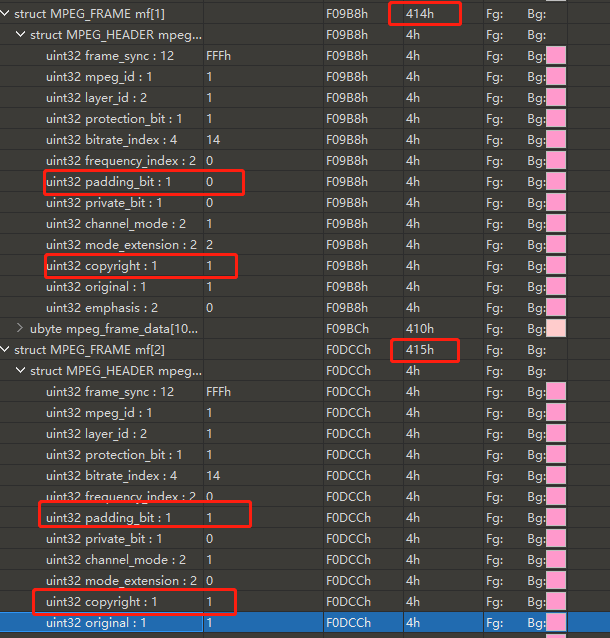 struct MPEG_FRAME mf[1] F09B8h 414h Fg: Bg:
struct MPEG_HEADER mpeg... F09B8h 4h Fg: Bg:
uint32 frame_sync : 12 FFFh F09B8h 4h Fg: Bg:
uint32 mpeg_id : 1 1 F09B8h 4h Fg: Bg:
uint32 layer_id : 2 1 F09B8h 4h Fg: Bg:
uint32 protection_bit : 1 1 F09B8h 4h Fg: Bg:
uint32 bitrate_index : 4 14 F09B8h 4h Fg: Bg:
uint32 frequency_index : 2 0 F09B8h 4h Fg: Bg:
uint32 padding_bit : 1 0 F09B8h 4h Fg: Bg:
uint32 private_bit : 1 0 F09B8h 4h Fg: Bg:
uint32 channel_mode : 2 1 F09B8h 4h Fg: Bg:
uint32 mode_extension : 2 2 F09B8h 4h Fg: Bg:
uint32 copyright : 1 1 F09B8h 4h Fg: Bg:
uint32 original : 1 1 F09B8h 4h Fg: Bg:
uint32 emphasis : 2 0 F09B8h 4h Fg: Bg:
ubyte mpeg_frame_data[10... F09BCh 410h Fg: Bg:
struct MPEG_FRAME mf[2] F0DCCh 415h Fg: Bg:
struct MPEG_HEADER mpeg... F0DCCh 4h Fg: Bg:
uint32 frame_sync : 12 FFFh F0DCCh 4h Fg: Bg:
uint32 mpeg_id : 1 1 F0DCCh 4h Fg: Bg:
uint32 layer_id : 2 1 F0DCCh 4h Fg: Bg:
uint32 protection_bit : 1 1 F0DCCh 4h Fg: Bg:
uint32 bitrate_index : 4 14 F0DCCh 4h Fg: Bg:
uint32 frequency_index : 2 0 F0DCCh 4h Fg: Bg:
uint32 padding_bit : 1 1 F0DCCh 4h Fg: Bg:
uint32 private_bit : 1 0 F0DCCh 4h Fg: Bg:
uint32 channel_mode : 2 1 F0DCCh 4h Fg: Bg:
uint32 mode_extension : 2 0 F0DCCh 4h Fg: Bg:
uint32 copyright : 1 1 F0DCCh 4h Fg: Bg:
uint32 original : 1 1 F0DCCh 4h Fg: Bg: